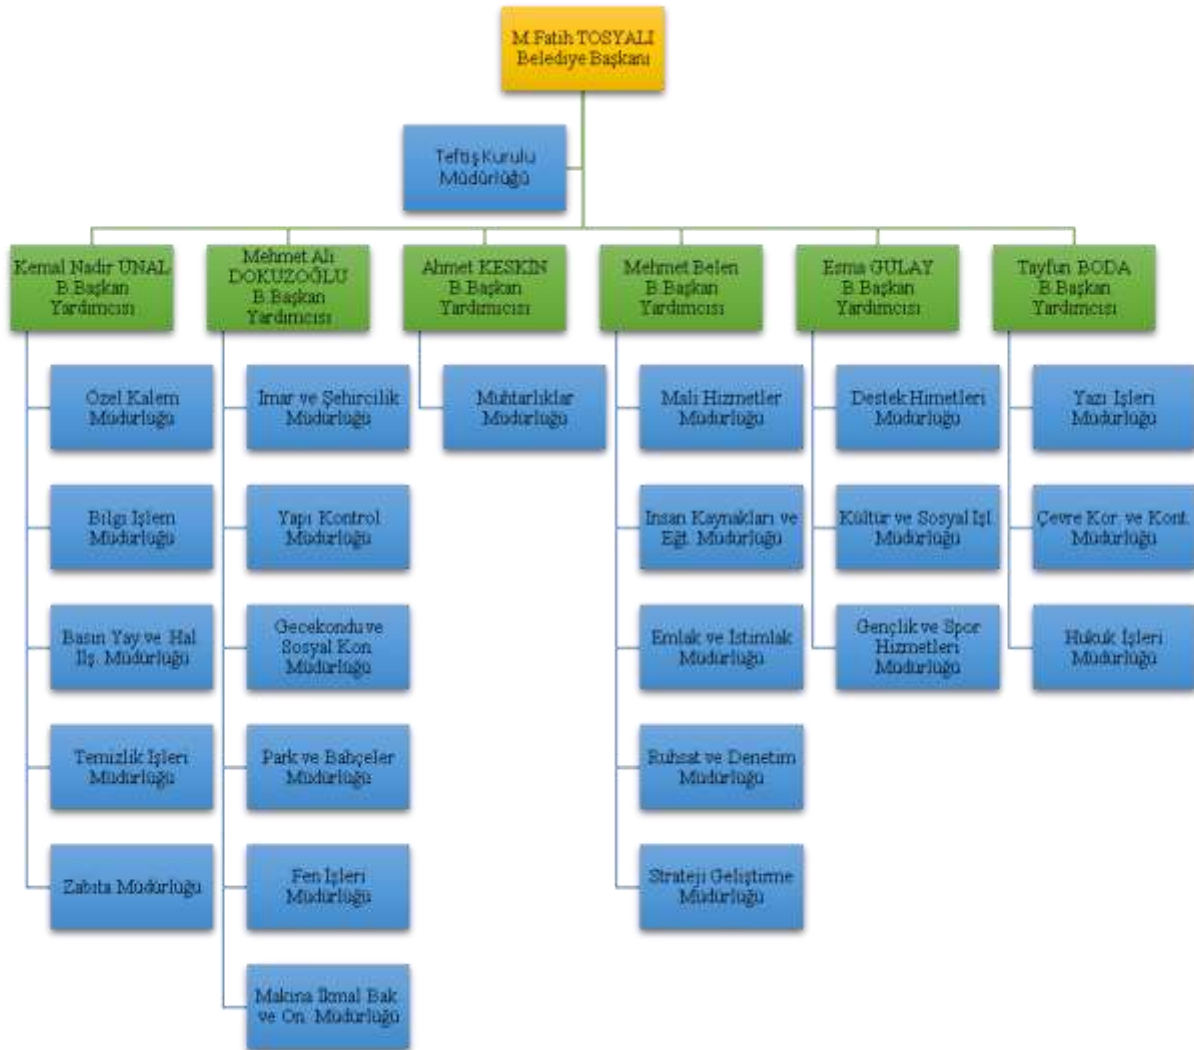 M.Fatih TOSYALI
Belediye Başkanı
Teftiş Kurulu
Müdürlüğü
Kemal Nadir ÜNAL
B.Başkan
Yardımcısı
Mehmet Ali
DOKUZOĞLU
B.Başkan
Yardımcısı
Ahmet KESKİN
B.Başkan
Yardımcısı
Mehmet Belen
B.Başkan
Yardımcısı
Esma GÜLAY
B.Başkan
Yardımcısı
Tayfun BODA
B.Başkan
Yardımcısı
Özel Kalem
Müdürlüğü
Bilgi İşlem
Müdürlüğü
Basın Yay ve Hal.
İlş. Müdürlüğü
Temizlik İşleri
Müdürlüğü
Zabıta Müdürlüğü
İmar ve Şehircilik
Müdürlüğü
Yapı Kontrol
Müdürlüğü
Gecekondu ve
Sosyal Kon
Müdürlüğü
Park ve Bahçeler
Müdürlüğü
Fen İşleri
Müdürlüğü
Makina İkmal Bak
ve On. Müdürlüğü
Muhtarlıklar
Müdürlüğü
Mali Hizmetler
Müdürlüğü
İnsan Kaynakları ve
Eğt. Müdürlüğü
Emlak ve İstimlak
Müdürlüğü
Ruhsat ve Denetim
Müdürlüğü
Strateji Geliştirme
Müdürlüğü
Destek Himetleri
Müdürlüğü
Kültür ve Sosyal İşl.
Müdürlüğü
Gençlik ve Spor
Hizmetleri
Müdürlüğü
Yazı İşleri
Müdürlüğü
Çevre Kor. ve Kont.
Müdürlüğü
Hukuk İşleri
Müdürlüğü